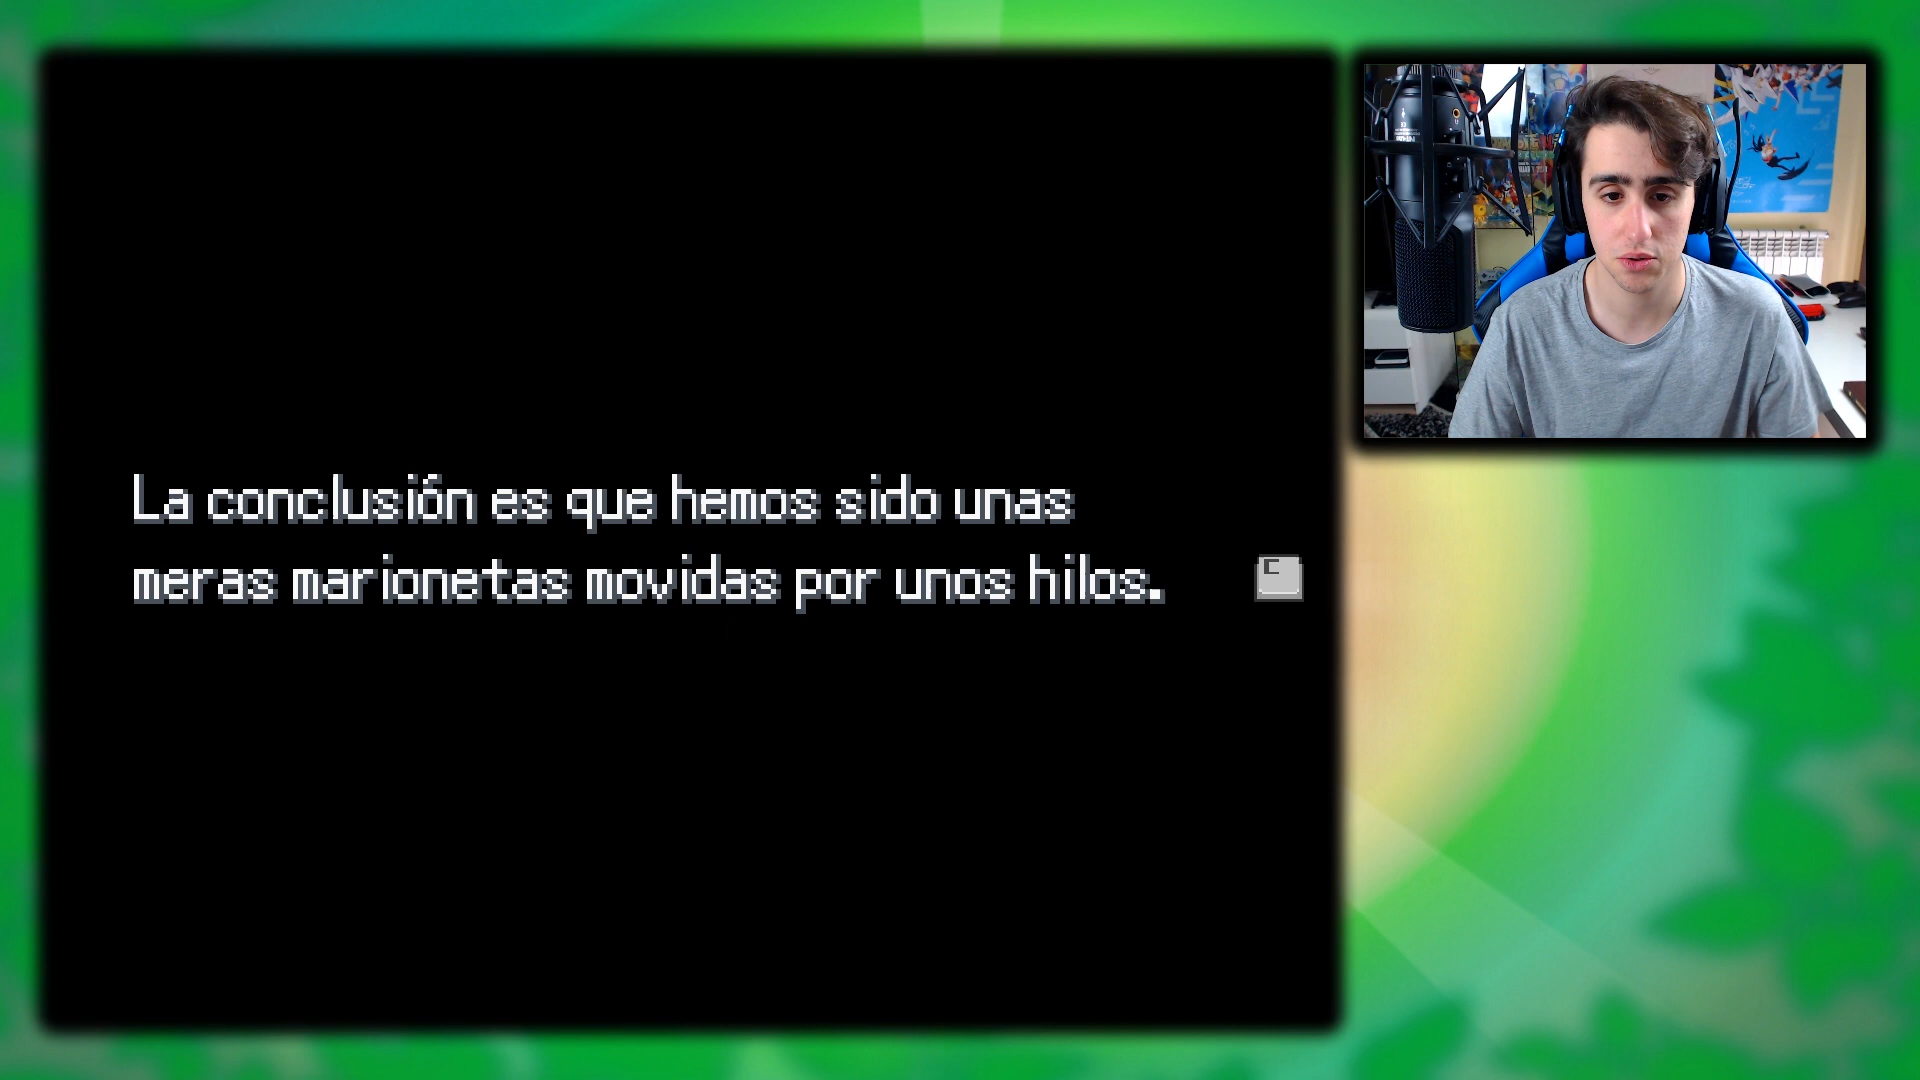 La conclusión es que hemos sido unas
meras marionetas movidas por unos hilos.
C